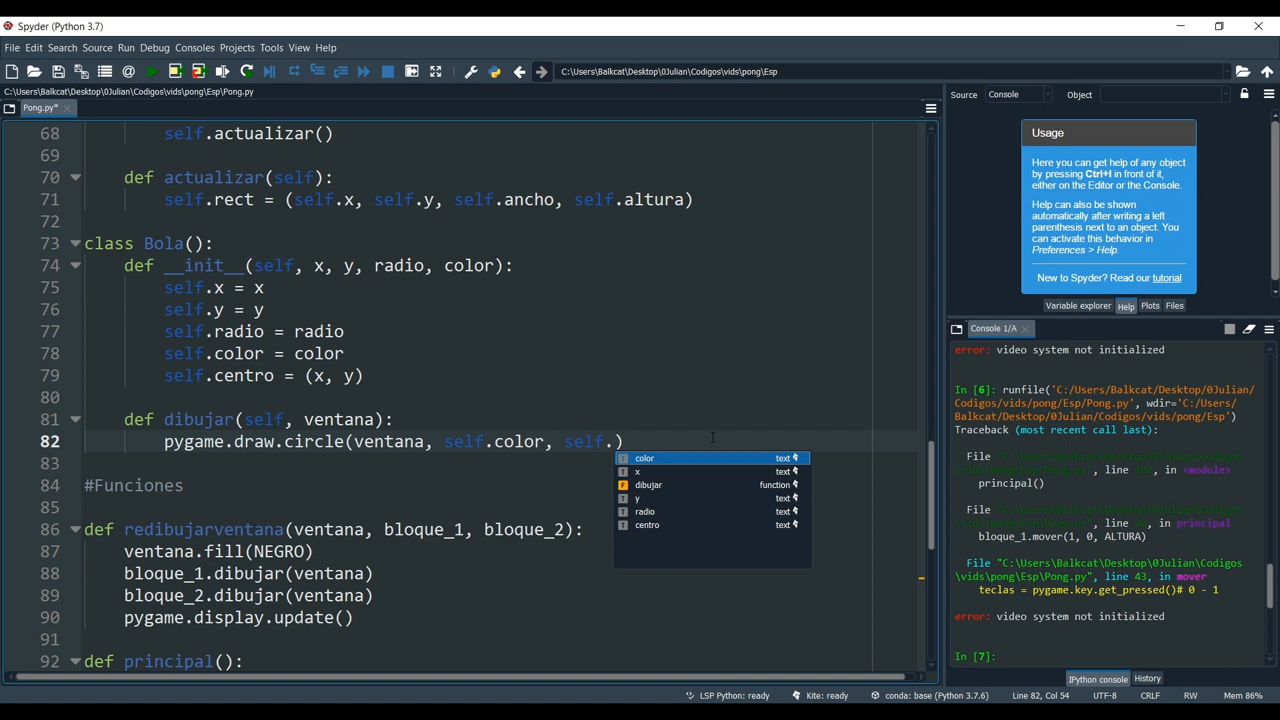 Spyder (Python 3.7)
File Edit Search Source Run Debug Consoles Projects Tools View Help
C:\Users\Balkcat\Desktop\0Julian\Codigos\vids\pong\Esp
C:\Users\Balkcat\Desktop\0Julian\Codigos\vids\pong\Esp\Pong.py
Pong.py*
68 self.actualizar()
69
70 def actualizar(self):
71 self.rect = (self.x, self.y, self.ancho, self.altura)
72
73 class Bola():
74 def __init__(self, x, y, radio, color):
75 self.x = x
76 self.y = y
77 self.radio = radio
78 self.color = color
79 self.centro = (x, y)
80
81 def dibujar(self, ventana):
82 pygame.draw.circle(ventana, self.color, self.)
83
84 #Funciones
85
86 def redibujarventana(ventana, bloque_1, bloque_2):
87 ventana.fill(NEGRO)
88 bloque_1.dibujar(ventana)
89 bloque_2.dibujar(ventana)
90 pygame.display.update()
91
92 def principal():
color text
x text
dibujar function
y text
radio text
centro text
Source Console Object
Usage
Here you can get help of any object
by pressing Ctrl+I in front of it,
either on the Editor or the Console.
Help can also be shown
automatically after writing a left
parenthesis next to an object. You
can activate this behavior in
Preferences > Help.
New to Spyder? Read our tutorial
Variable explorer Help Plots Files
Console 1/A
error: video system not initialized
In [6]: runfile('C:/Users/Balkcat/Desktop/0Julian/
Codigos/vids/pong/Esp/Pong.py', wdir='C:/Users/
Balkcat/Desktop/0Julian/Codigos/vids/pong/Esp')
Traceback (most recent call last):
File
in <module>
principal()
File
in principal
bloque_1.mover(1, 0, ALTURA)
File "C:\Users\Balkcat\Desktop\0Julian\Codigos
\vids\pong\Esp\Pong.py", line 43, in mover
teclas = pygame.key.get_pressed()# 0 - 1
error: video system not initialized
In [7]:
IPython console History
LSP Python: ready Kite: ready conda: base (Python 3.7.6) Line 82, Col 54 UTF-8 CRLF RW Mem 86%